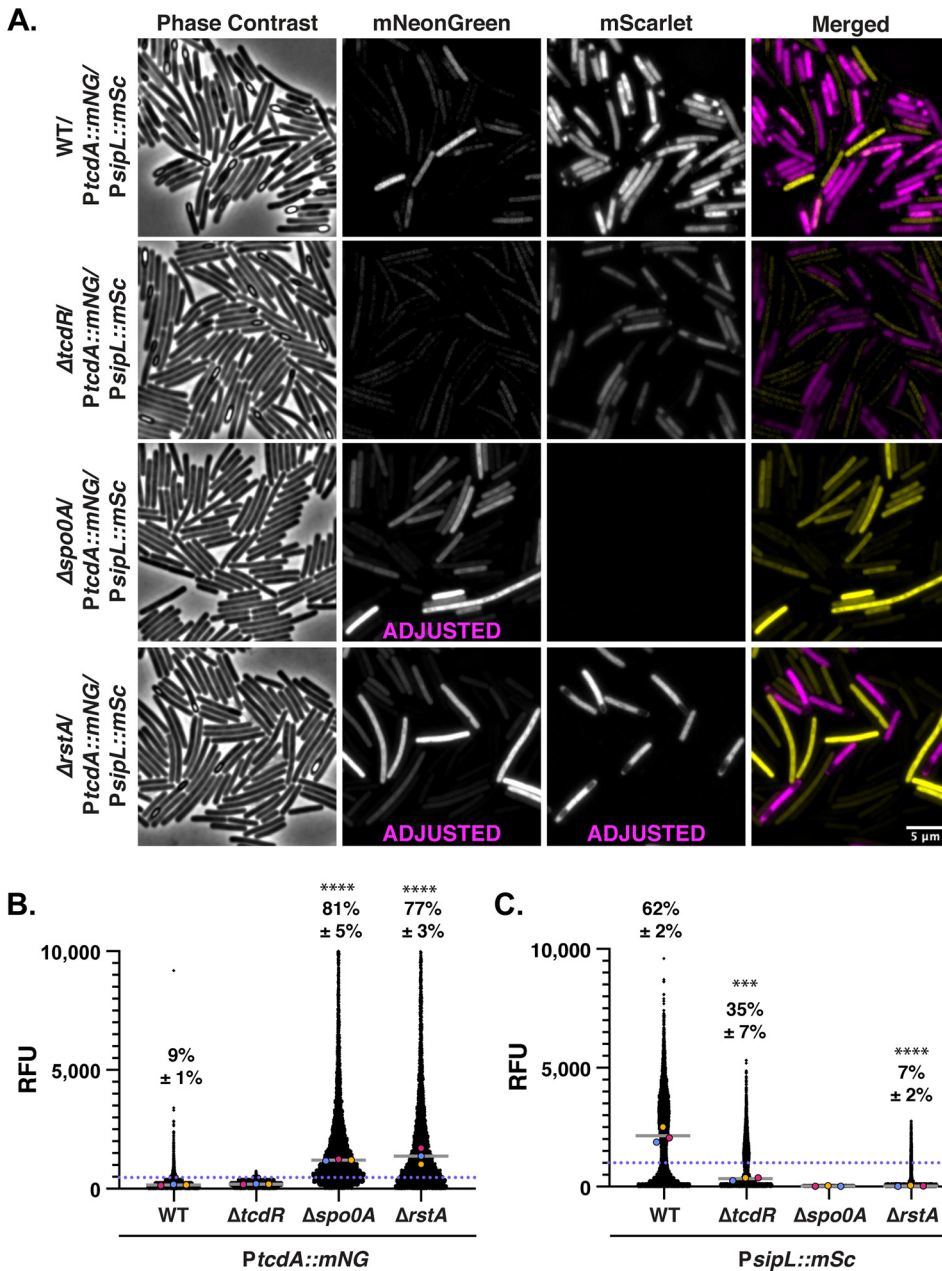 A.
Phase Contrast
mNeonGreen
mScarlet
Merged
WT/
PtcdA::mNG/
PsipL::mSc
ΔtcdR/
PtcdA::mNG/
PsipL::mSc
Δspo0A/
PtcdA::mNG/
PsipL::mSc
ADJUSTED
ΔrstA/
PtcdA::mNG/
PsipL::mSc
ADJUSTED
ADJUSTED
5 µm
B.
RFU
10,000
5,000
0
9%
± 1%
****
81%
± 5%
****
77%
± 3%
WT
ΔtcdR
Δspo0A
ΔrstA
PtcdA::mNG
C.
RFU
10,000
5,000
0
62%
± 2%
***
35%
± 7%
****
7%
± 2%
WT
ΔtcdR
Δspo0A
ΔrstA
PsipL::mSc